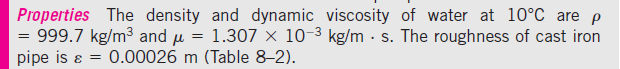 Properties The density and dynamic viscosity of water at 10°C are ρ
= 999.7 kg/m³ and μ = 1.307 × 10⁻³ kg/m · s. The roughness of cast iron
pipe is ε = 0.00026 m (Table 8–2).